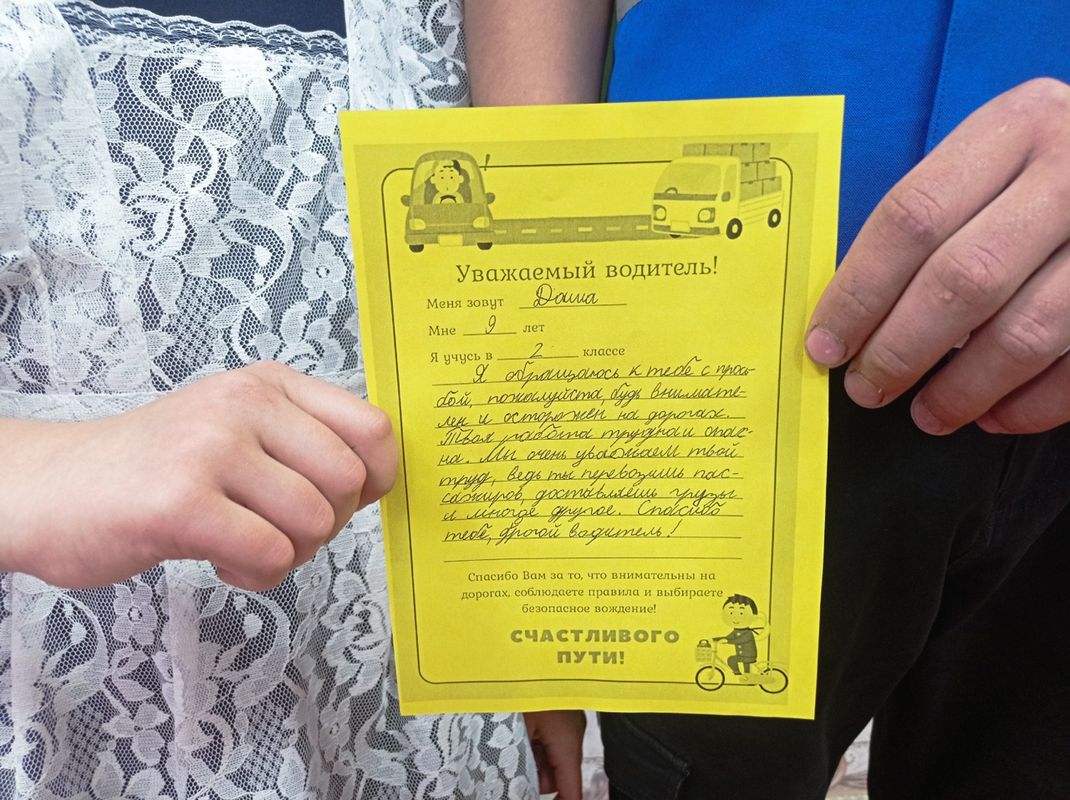 Уважаемый водитель!
Меня зовут Даша
Мне 9 лет
Я учусь в 2 классе
Я обращаюсь к тебе с прось-
бой, пожалуйста, будь внимате-
лен и осторожен на дорогах.
Твоя работа трудна и опас-
на. Мы очень уважаем твой
труд, ведь ты перевозишь пас-
сажиров, доставляешь грузы
и многое другое. Спасибо
тебе, дрогой водитель!
Спасибо Вам за то, что внимательны на
дорогах, соблюдаете правила и выбираете
безопасное вождение!
СЧАСТЛИВОГО
ПУТИ!